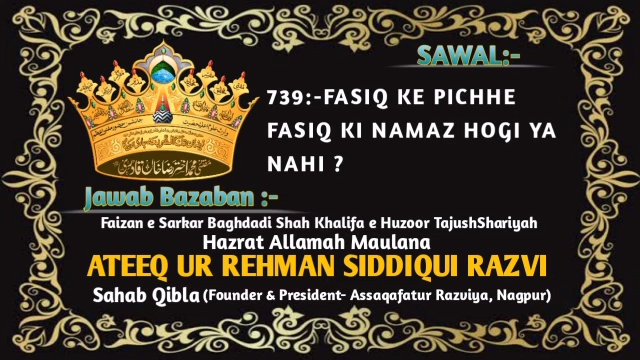 SAWAL:-
739:-FASIQ KE PICHHE
FASIQ KI NAMAZ HOGI YA
NAHI ?
Jawab Bazaban :-
Faizan e Sarkar Baghdadi Shah Khalifa e Huzoor TajushShariyah
Hazrat Allamah Maulana
ATEEQ UR REHMAN SIDDIQUI RAZVI
Sahab Qibla (Founder & President- Assaqafatur Razviya, Nagpur)